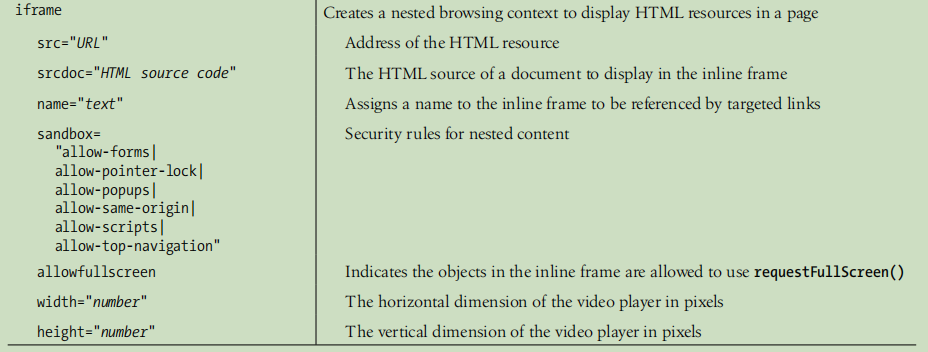 iframe Creates a nested browsing context to display HTML resources in a page
src="URL" Address of the HTML resource
srcdoc="HTML source code" The HTML source of a document to display in the inline frame
name="text" Assigns a name to the inline frame to be referenced by targeted links
sandbox= Security rules for nested content
"allow-forms|
allow-pointer-lock|
allow-popups|
allow-same-origin|
allow-scripts|
allow-top-navigation"
allowfullscreen Indicates the objects in the inline frame are allowed to use requestFullScreen()
width="number" The horizontal dimension of the video player in pixels
height="number" The vertical dimension of the video player in pixels